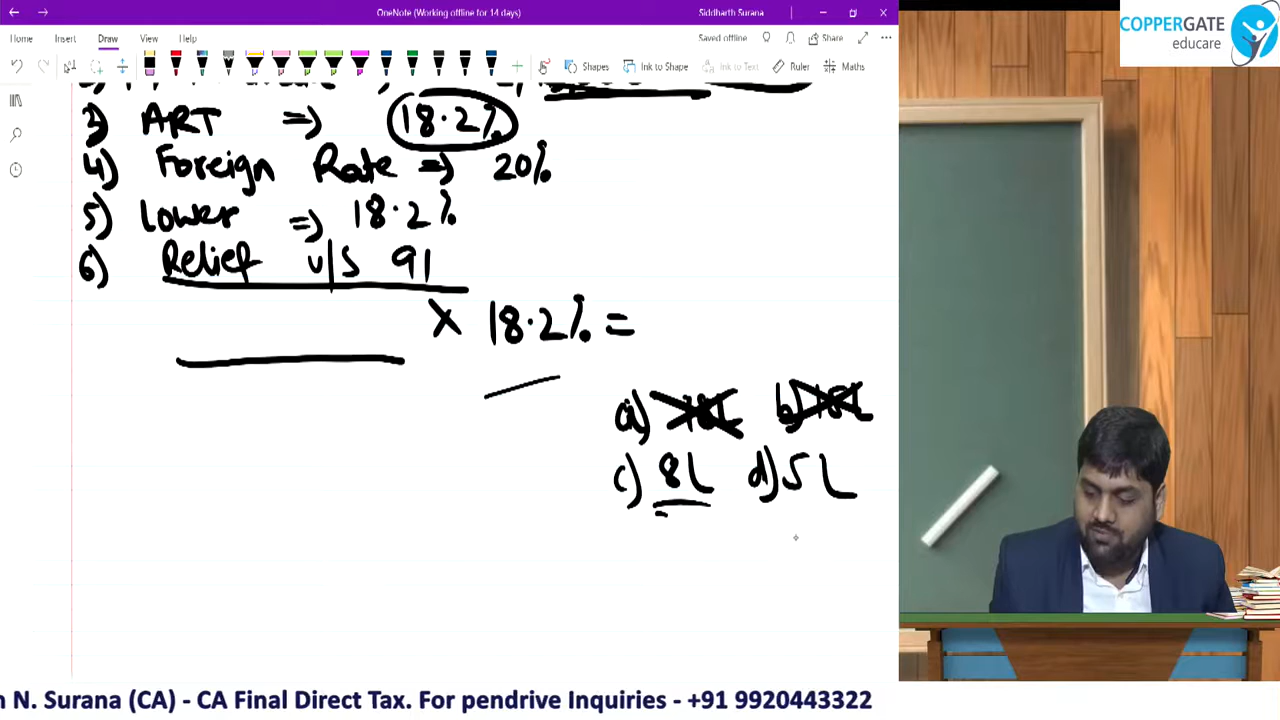 OneNote (Working offline for 14 days)
Siddharth Surana
COPPERGATE
educare
Home Insert Draw View Help
Saved offline
Share
Shapes
Ink to Shape
Ink to Text
Ruler
Maths
3) ART => 18.2%
4) Foreign Rate => 20%
5) Lower => 18.2%
6) Relief u/s 91
x 18.2% =
a) 18L b) 15L
c) 8L d) 5L
n N. Surana (CA) - CA Final Direct Tax. For pendrive Inquiries - +91 9920443322